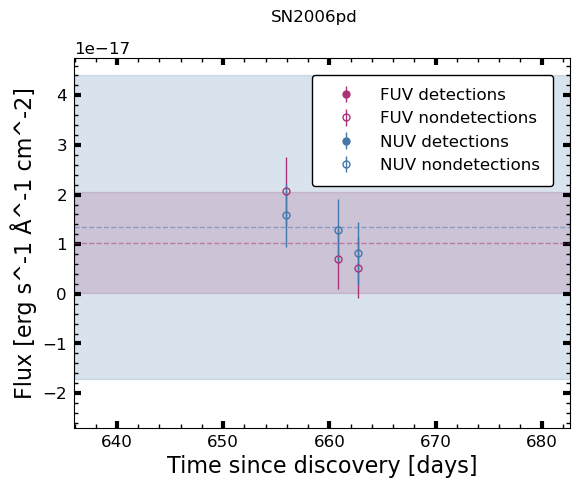 SN2006pd
1e−17
FUV detections
FUV nondetections
NUV detections
NUV nondetections
4
3
2
1
0
−1
−2
Flux [erg s^-1 Å^-1 cm^-2]
640
650
660
670
680
Time since discovery [days]